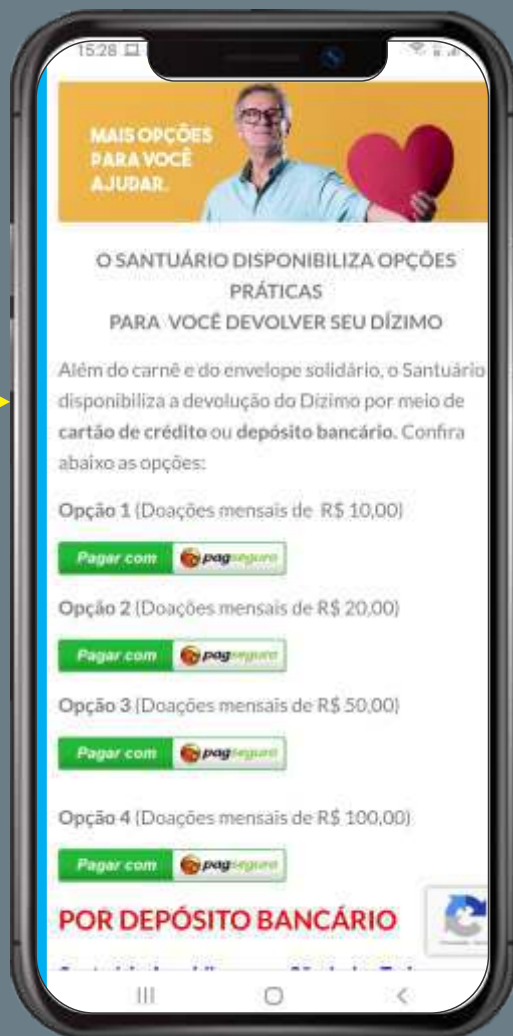 15:28
MAIS OPÇÕES
PARA VOCÊ
AJUDAR.
O SANTUÁRIO DISPONIBILIZA OPÇÕES
PRÁTICAS
PARA VOCÊ DEVOLVER SEU DÍZIMO
Além do carnê e do envelope solidário, o Santuário
disponibiliza a devolução do Dízimo por meio de
cartão de crédito ou depósito bancário. Confira
abaixo as opções:
Opção 1 (Doações mensais de R$ 10,00)
Pagar com pagseguro
Opção 2 (Doações mensais de R$ 20,00)
Pagar com pagseguro
Opção 3 (Doações mensais de R$ 50,00)
Pagar com pagseguro
Opção 4 (Doações mensais de R$ 100,00)
Pagar com pagseguro
POR DEPÓSITO BANCÁRIO